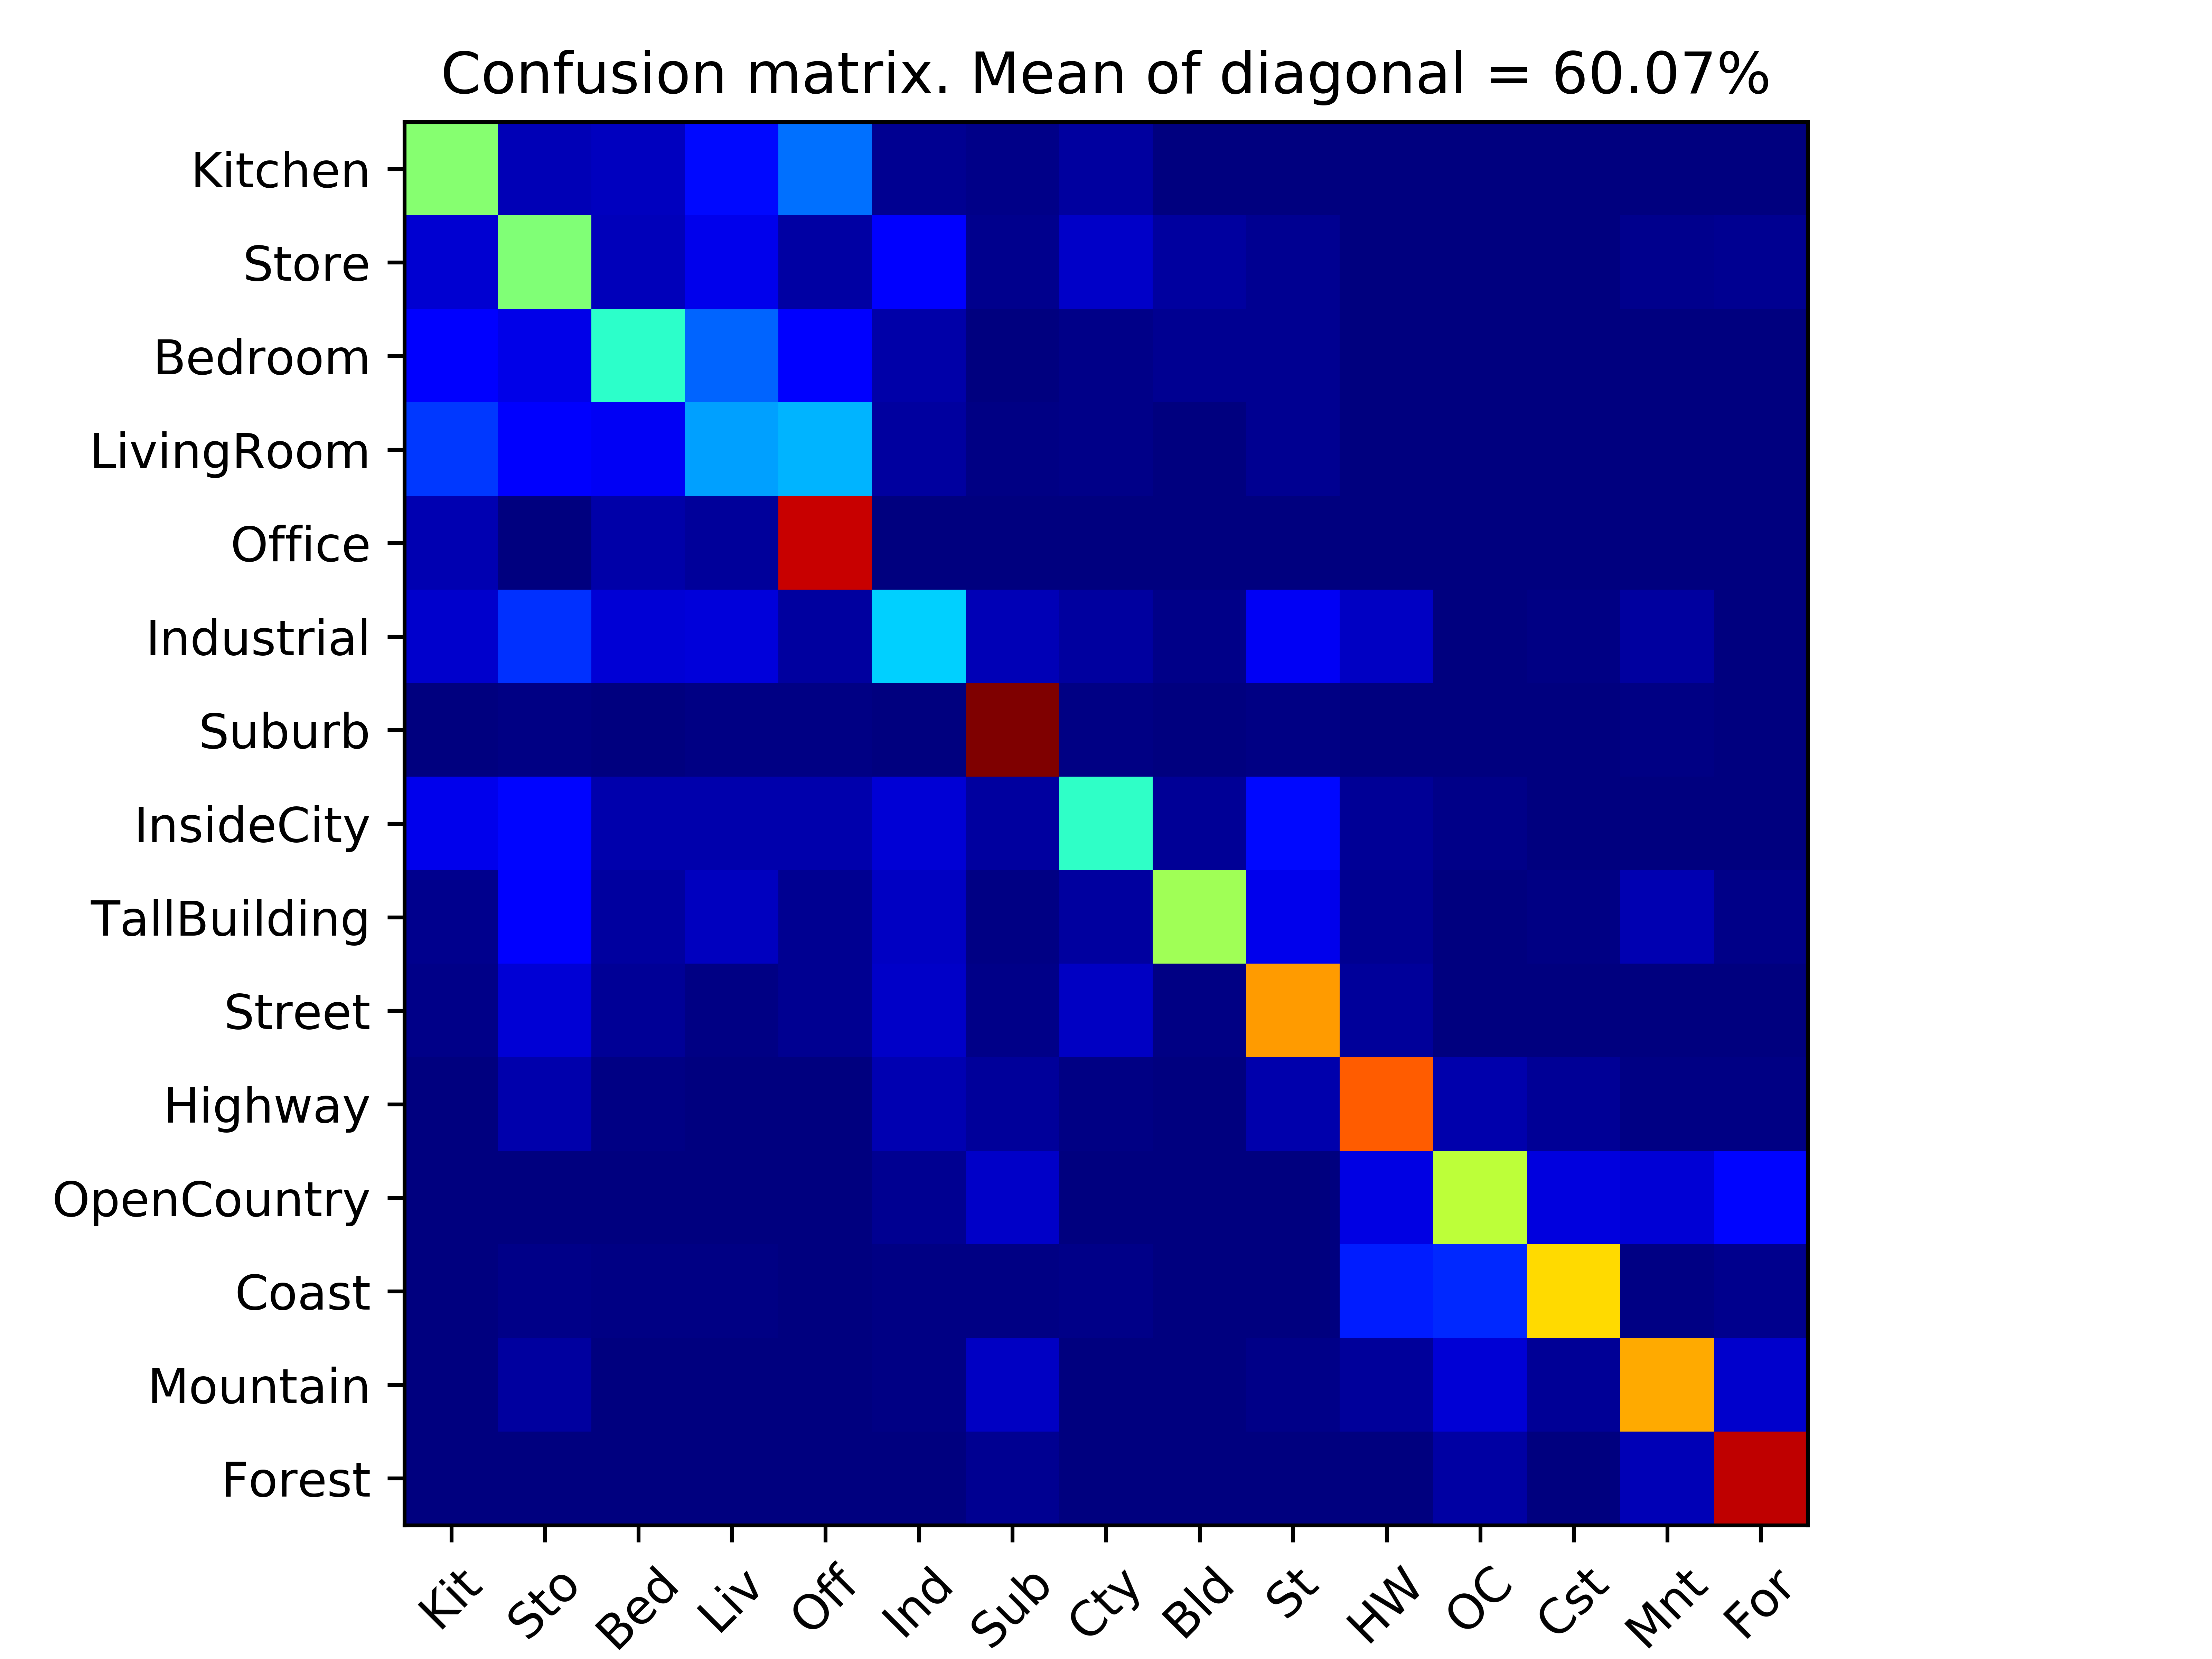 Confusion matrix. Mean of diagonal = 60.07%
Kitchen
Store
Bedroom
LivingRoom
Office
Industrial
Suburb
InsideCity
TallBuilding
Street
Highway
OpenCountry
Coast
Mountain
Forest
Kit Sto Bed Liv Off Ind Sub Cty Bld St HW OC Cst Mnt For